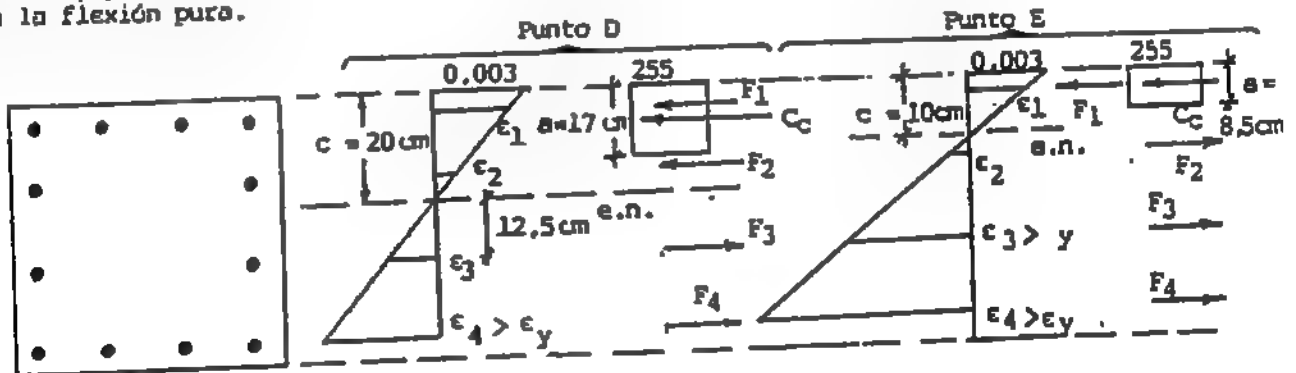 la flexión pura.
Punto D
Punto E
0.003
255
c = 20 cm
ε1
a=17 cm
F1
Cc
ε2
F2
e.n.
12,5cm
ε3
F3
F4
ε4 > εy
0.003
255
c = 10cm
ε1
F1
Cc
a =
8,5cm
a.n.
ε2
F2
ε3 > y
F3
F4
ε4>εy